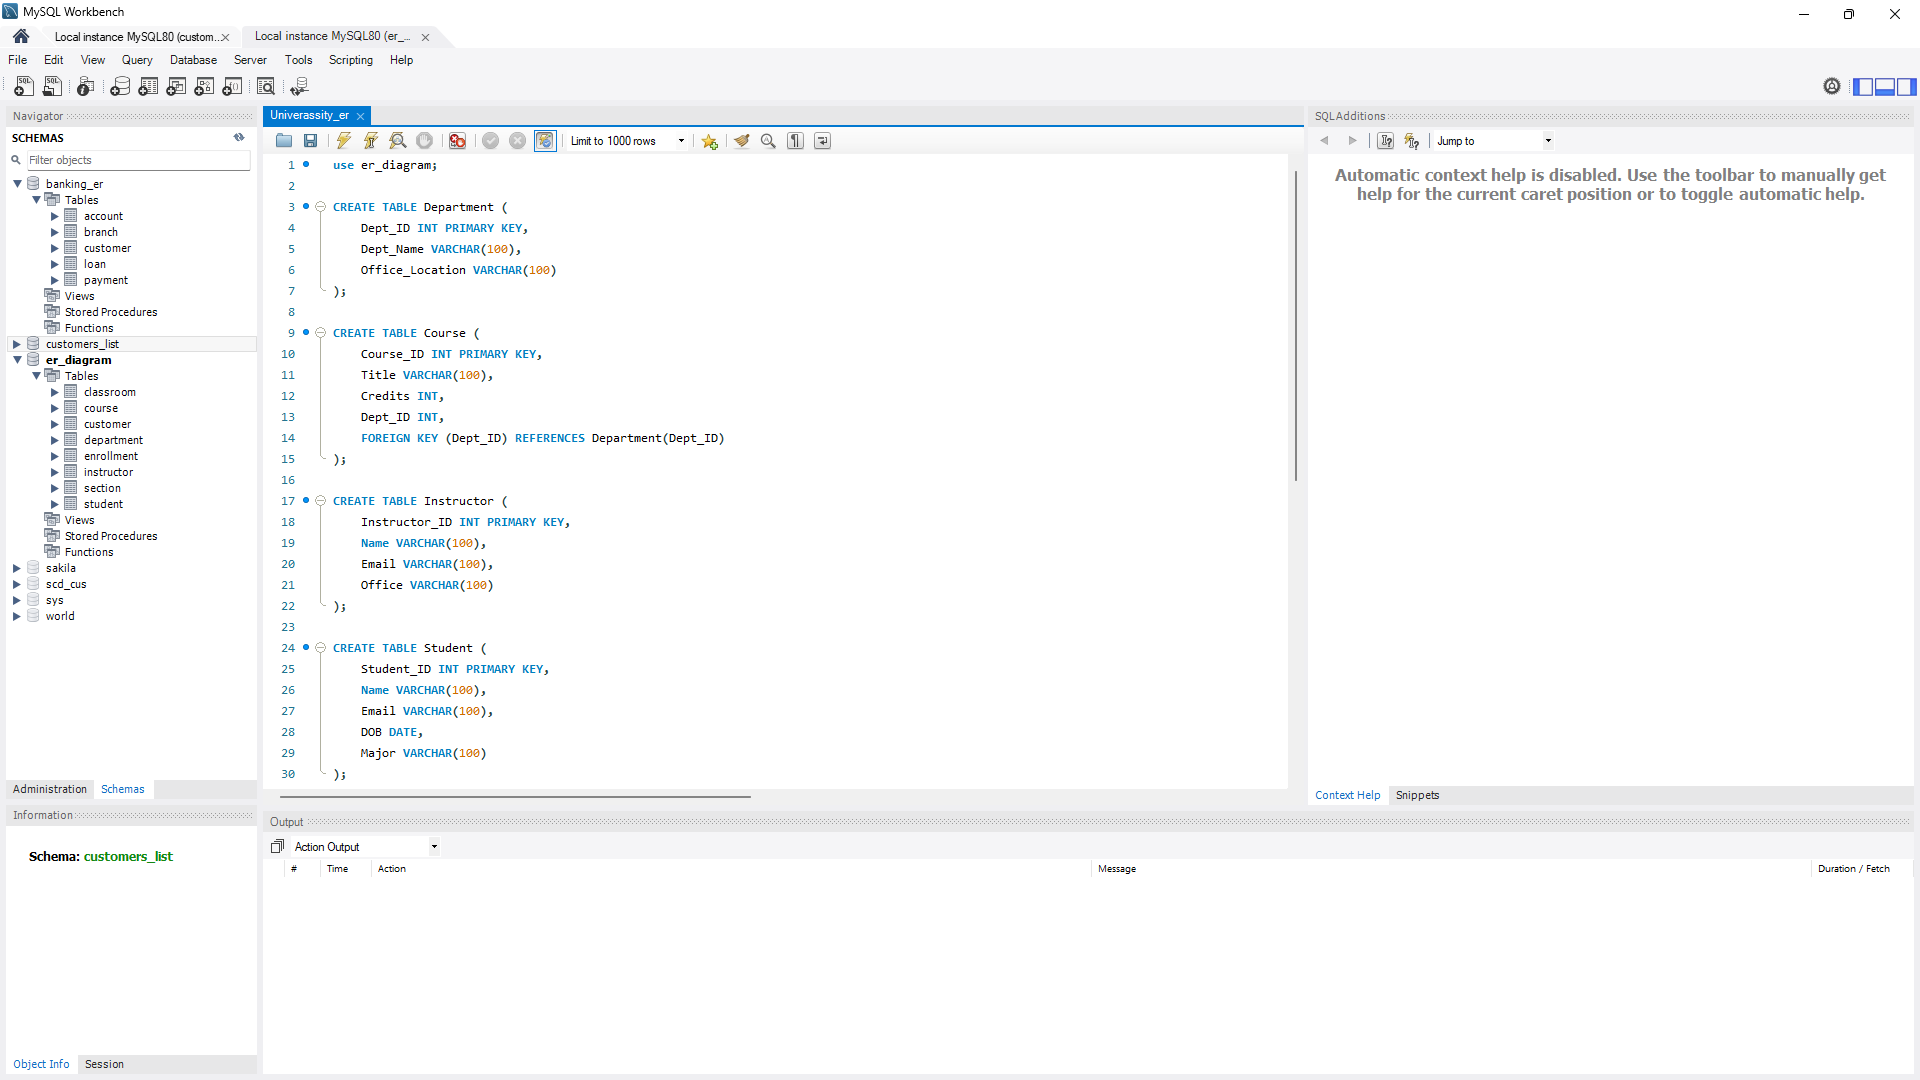 MySQL Workbench
Local instance MySQL80 (custom...
Local instance MySQL80 (er_...
File Edit View Query Database Server Tools Scripting Help
Navigator
SCHEMAS
Filter objects
banking_er
Tables
account
branch
customer
loan
payment
Views
Stored Procedures
Functions
customers_list
er_diagram
Tables
classroom
course
customer
department
enrollment
instructor
section
student
Views
Stored Procedures
Functions
sakila
scd_cus
sys
world
Administration Schemas
Information
Schema: customers_list
Object Info Session
Univerassity_er
Limit to 1000 rows
1 use er_diagram;
2
3 CREATE TABLE Department (
4 Dept_ID INT PRIMARY KEY,
5 Dept_Name VARCHAR(100),
6 Office_Location VARCHAR(100)
7 );
8
9 CREATE TABLE Course (
10 Course_ID INT PRIMARY KEY,
11 Title VARCHAR(100),
12 Credits INT,
13 Dept_ID INT,
14 FOREIGN KEY (Dept_ID) REFERENCES Department(Dept_ID)
15 );
16
17 CREATE TABLE Instructor (
18 Instructor_ID INT PRIMARY KEY,
19 Name VARCHAR(100),
20 Email VARCHAR(100),
21 Office VARCHAR(100)
22 );
23
24 CREATE TABLE Student (
25 Student_ID INT PRIMARY KEY,
26 Name VARCHAR(100),
27 Email VARCHAR(100),
28 DOB DATE,
29 Major VARCHAR(100)
30 );
SQLAdditions
Jump to
Automatic context help is disabled. Use the toolbar to manually get
help for the current caret position or to toggle automatic help.
Context Help Snippets
Output
Action Output
# Time Action Message Duration / Fetch